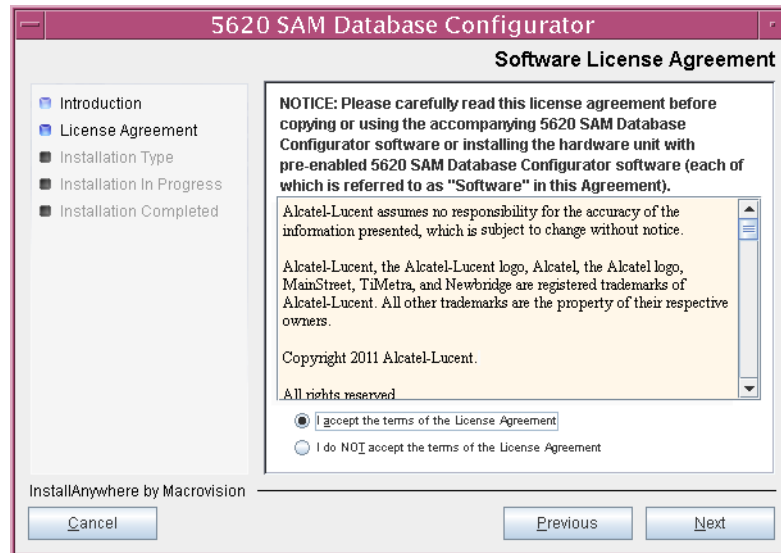 5620 SAM Database Configurator
Software License Agreement
Introduction
License Agreement
Installation Type
Installation In Progress
Installation Completed
NOTICE: Please carefully read this license agreement before
copying or using the accompanying 5620 SAM Database
Configurator software or installing the hardware unit with
pre-enabled 5620 SAM Database Configurator software (each of
which is referred to as "Software" in this Agreement).
Alcatel-Lucent assumes no responsibility for the accuracy of the
information presented, which is subject to change without notice.
Alcatel-Lucent, the Alcatel-Lucent logo, Alcatel, the Alcatel logo,
MainStreet, TiMetra, and Newbridge are registered trademarks of
Alcatel-Lucent. All other trademarks are the property of their respective
owners.
Copyright 2011 Alcatel-Lucent.
All rights reserved
I accept the terms of the License Agreement
I do NOT accept the terms of the License Agreement
InstallAnywhere by Macrovision
Cancel
Previous
Next